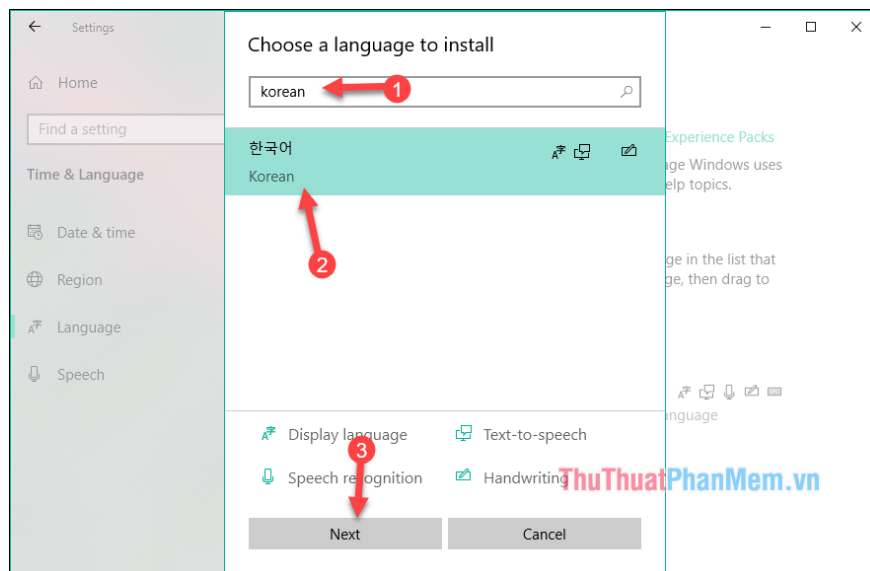 Settings
Choose a language to install
Home
korean
1
Find a setting
한국어
Experience Packs
Time & Language
Korean
age Windows uses
elp topics.
Date & time
2
Region
ge in the list that
ge, then drag to
Language
Speech
anguage
Display language
Text-to-speech
3
Speech recognition
Handwriting
ThuThuatPhanMem.vn
Next
Cancel